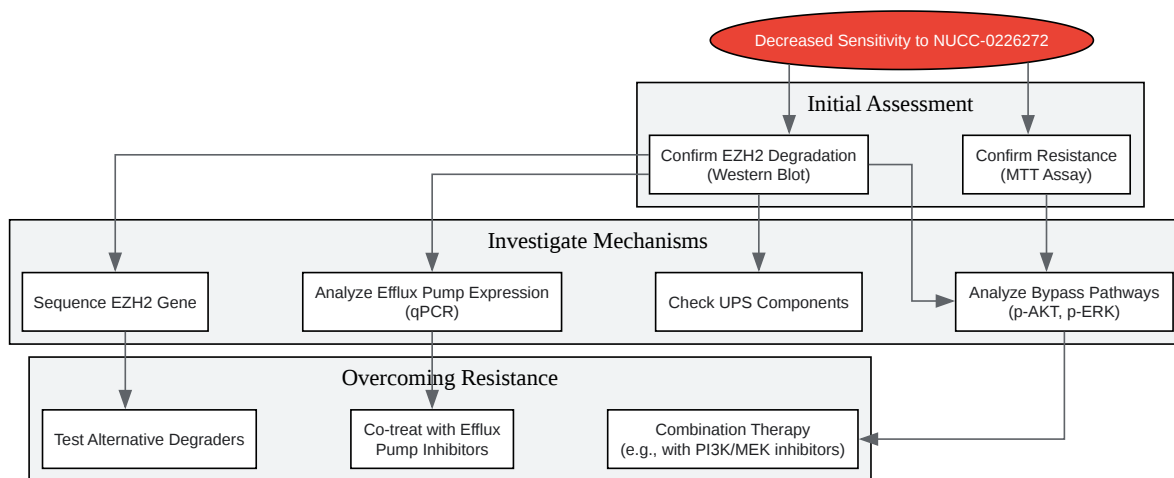 Decreased Sensitivity to NUCC-0226272
Initial Assessment
Confirm EZH2 Degradation
(Western Blot)
Confirm Resistance
(MTT Assay)
Investigate Mechanisms
Sequence EZH2 Gene
Analyze Efflux Pump Expression
(qPCR)
Check UPS Components
Analyze Bypass Pathways
(p-AKT, p-ERK)
Overcoming Resistance
Test Alternative Degraders
Co-treat with Efflux
Pump Inhibitors
Combination Therapy
(e.g., with PI3K/MEK inhibitors)